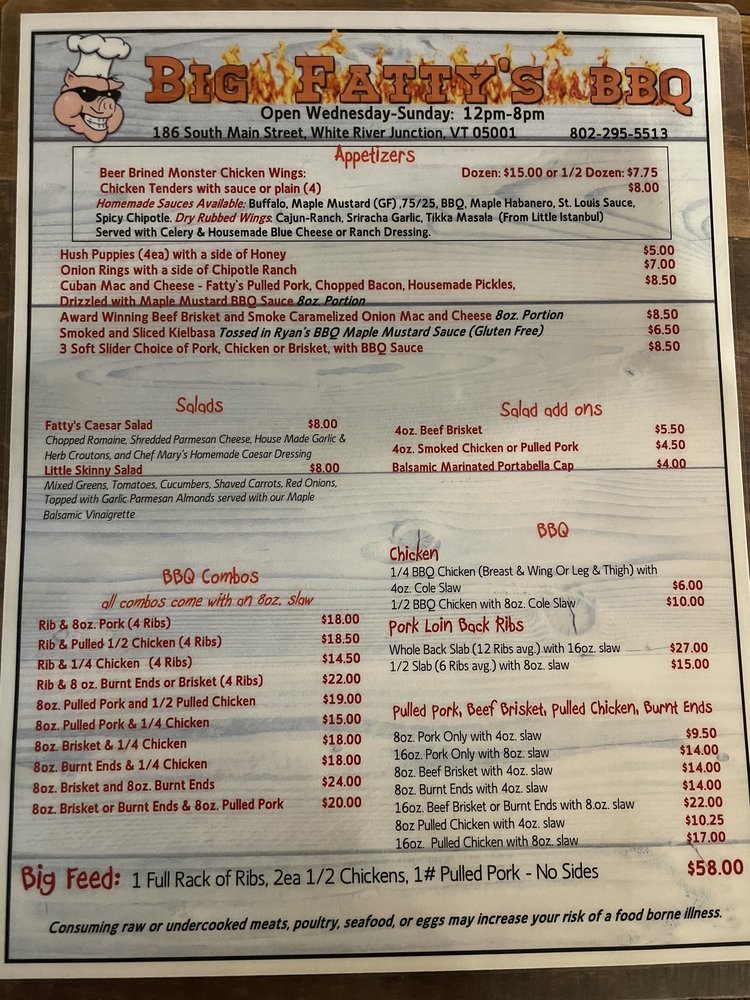 BIG FATTY'S BBQ
Open Wednesday-Sunday: 12pm-8pm
186 South Main Street, White River Junction, VT 05001 802-295-5513
Appetizers
Beer Brined Monster Chicken Wings: Dozen: $15.00 or 1/2 Dozen: $7.75
Chicken Tenders with sauce or plain (4) $8.00
Homemade Sauces Available: Buffalo, Maple Mustard (GF) ,75/25, BBQ, Maple Habanero, St. Louis Sauce,
Spicy Chipotle. Dry Rubbed Wings: Cajun-Ranch, Sriracha Garlic, Tikka Masala (From Little Istanbul)
Served with Celery & Housemade Blue Cheese or Ranch Dressing.
Hush Puppies (4ea) with a side of Honey $5.00
Onion Rings with a side of Chipotle Ranch $7.00
Cuban Mac and Cheese - Fatty's Pulled Pork, Chopped Bacon, Housemade Pickles, $8.50
Drizzled with Maple Mustard BBQ Sauce 8oz. Portion
Award Winning Beef Brisket and Smoke Caramelized Onion Mac and Cheese 8oz. Portion $8.50
Smoked and Sliced Kielbasa Tossed in Ryan's BBQ Maple Mustard Sauce (Gluten Free) $6.50
3 Soft Slider Choice of Pork, Chicken or Brisket, with BBQ Sauce $8.50
Salads
Fatty's Caesar Salad $8.00
Chopped Romaine, Shredded Parmesan Cheese, House Made Garlic &
Herb Croutons, and Chef Mary's Homemade Caesar Dressing
Little Skinny Salad $8.00
Mixed Greens, Tomatoes, Cucumbers, Shaved Carrots, Red Onions,
Topped with Garlic Parmesan Almonds served with our Maple
Balsamic Vinaigrette
Salad add ons
4oz. Beef Brisket $5.50
4oz. Smoked Chicken or Pulled Pork $4.50
Balsamic Marinated Portabella Cap $4.00
BBQ Combos
all combos come with an 8oz. slaw
Rib & 8oz. Pork (4 Ribs) $18.00
Rib & Pulled 1/2 Chicken (4 Ribs) $18.50
Rib & 1/4 Chicken (4 Ribs) $14.50
Rib & 8 oz. Burnt Ends or Brisket (4 Ribs) $22.00
8oz. Pulled Pork and 1/2 Pulled Chicken $19.00
8oz. Pulled Pork & 1/4 Chicken $15.00
8oz. Brisket & 1/4 Chicken $18.00
8oz. Burnt Ends & 1/4 Chicken $18.00
8oz. Brisket and 8oz. Burnt Ends $24.00
8oz. Brisket or Burnt Ends & 8oz. Pulled Pork $20.00
BBQ
Chicken
1/4 BBQ Chicken (Breast & Wing Or Leg & Thigh) with
4oz. Cole Slaw $6.00
1/2 BBQ Chicken with 8oz. Cole Slaw $10.00
Pork Loin Back Ribs
Whole Back Slab (12 Ribs avg.) with 16oz. slaw $27.00
1/2 Slab (6 Ribs avg.) with 8oz. slaw $15.00
Pulled Pork, Beef Brisket, Pulled Chicken, Burnt Ends
8oz. Pork Only with 4oz. slaw $9.50
16oz. Pork Only with 8oz. slaw $14.00
8oz. Beef Brisket with 4oz. slaw $14.00
8oz. Burnt Ends with 4oz. slaw $14.00
16oz. Beef Brisket or Burnt Ends with 8.oz. slaw $22.00
8oz Pulled Chicken with 4oz. slaw $10.25
16oz. Pulled Chicken with 8oz. slaw $17.00
Big Feed: 1 Full Rack of Ribs, 2ea 1/2 Chickens, 1# Pulled Pork - No Sides $58.00
Consuming raw or undercooked meats, poultry, seafood, or eggs may increase your risk of a food borne illness.